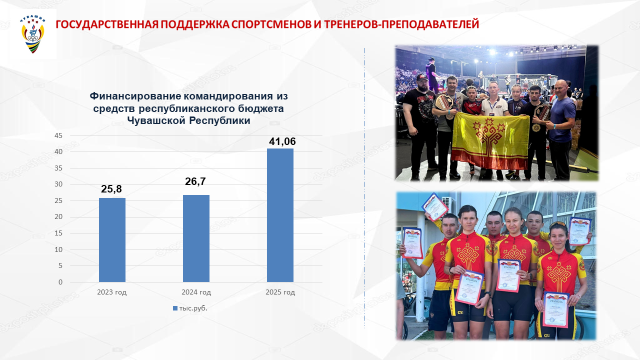 ГОСУДАРСТВЕННАЯ ПОДДЕРЖКА СПОРТСМЕНОВ И ТРЕНЕРОВ-ПРЕПОДАВАТЕЛЕЙ
Финансирование командирования из
средств республиканского бюджета
Чувашской Республики
45
40
35
30
25
20
15
10
5
0
25,8
26,7
41,06
2023 год
2024 год
2025 год
тыс.руб.